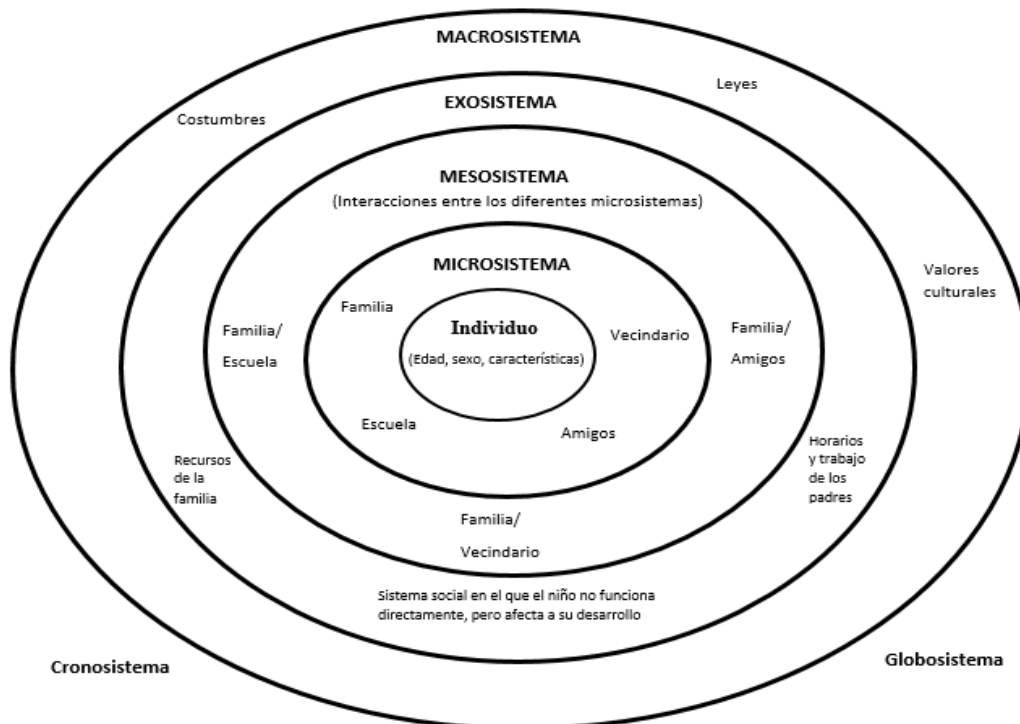 MACROSISTEMA
Leyes
Costumbres
EXOSISTEMA
MESOSISTEMA
(Interacciones entre los diferentes microsistemas)
MICROSISTEMA
Valores
culturales
Familia
Individuo
(Edad, sexo, características)
Vecindario
Familia/
Escuela
Familia/
Amigos
Escuela
Amigos
Recursos
de la
familia
Horarios
y trabajo
de los
padres
Familia/
Vecindario
Sistema social en el que el niño no funciona
directamente, pero afecta a su desarrollo
Cronosistema
Globosistema